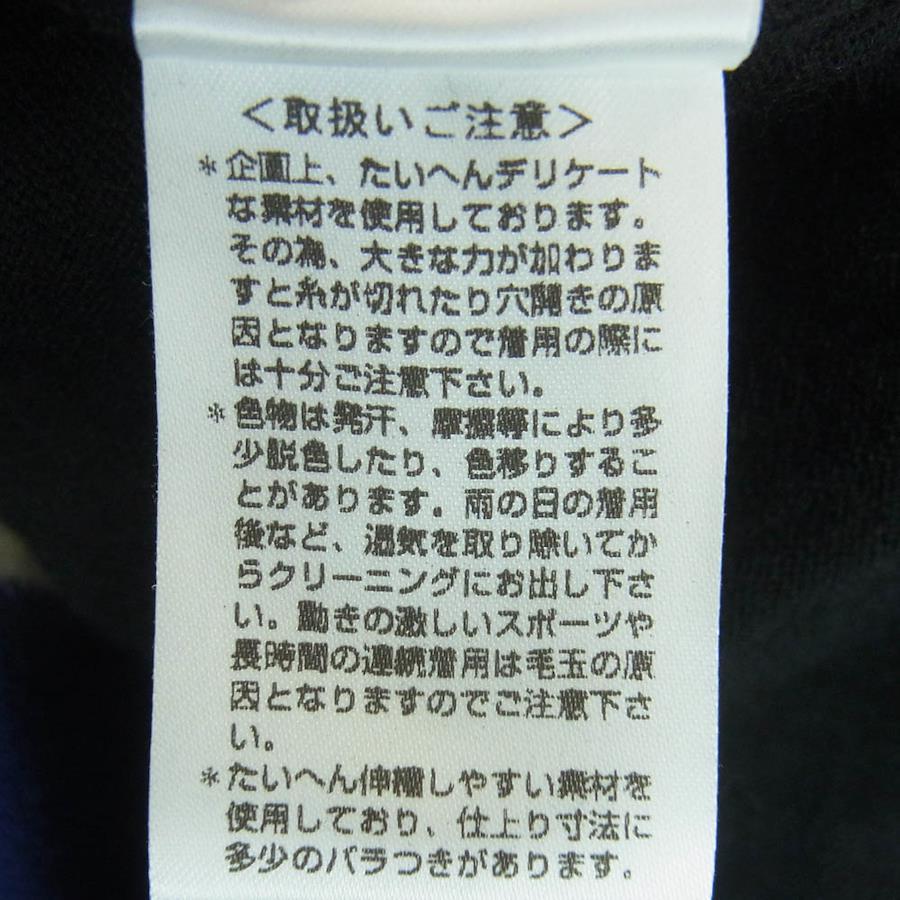 ＜取扱いご注意＞
＊企画上、たいへんデリケート
な素材を使用しております。
その為、大きな力が加わりま
すと糸が切れたり穴開きの原
因となりますので着用の際に
は十分ご注意下さい。
＊色物は発汗、摩擦等により多
少脱色したり、色移りするこ
とがあります。雨の日の着用
後など、湿気を取り除いてか
らクリーニングにお出し下さ
い。動きの激しいスポーツや
長時間の連続着用は毛玉の原
因となりますのでご注意下さ
い。
＊たいへん伸縮しやすい素材を
使用しており、仕上り寸法に
多少のバラつきがあります。